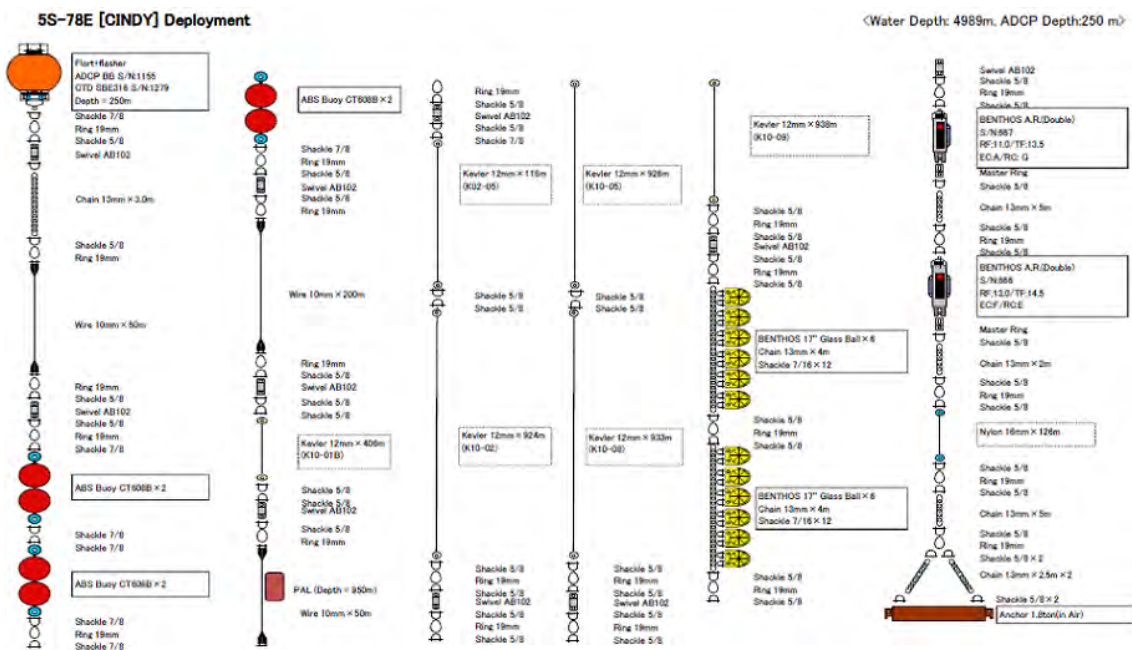 5S-78E [CINDY] Deployment
<Water Depth: 4989m, ADCP Depth:250 m>
Flort+flasher
ADCP BB S/N:1155
CTD SBE316 S/N:1279
Depth = 250m
Shackle 7/8
Ring 19mm
Shackle 5/8
Swivel AB102
Chain 13mm×3.0m
Shackle 5/8
Ring 19mm
Wire 10mm×50m
Ring 19mm
Shackle 5/8
Swivel AB102
Shackle 5/8
Ring 19mm
Shackle 7/8
ABS Buoy CT608B×2
Shackle 7/8
Shackle 7/8
ABS Buoy CT608B×2
Shackle 7/8
Ring 19mm
Shackle 7/8
ABS Buoy CT608B×2
Shackle 7/8
Ring 19mm
Shackle 5/8
Swivel AB102
Shackle 5/8
Ring 19mm
Wire 10mm×200m
Ring 19mm
Shackle 5/8
Swivel AB102
Shackle 5/8
Shackle 5/8
Kevler 12mm×406m
(K10-01B)
Shackle 5/8
Shackle 5/8
Swivel AB102
Shackle 5/8
Ring 19mm
PAL (Depth=950m)
Wire 10mm×50m
Ring 19mm
Shackle 5/8
Swivel AB102
Shackle 5/8
Shackle 7/8
Kevler 12mm×116m
(K02-05)
Shackle 5/8
Shackle 5/8
Kevler 12mm×924m
(K10-02)
Shackle 5/8
Ring 19mm
Shackle 5/8
Swivel AB102
Shackle 5/8
Ring 19mm
Shackle 5/8
Kevler 12mm×926m
(K10-05)
Shackle 5/8
Shackle 5/8
Kevler 12mm×933m
(K10-08)
Shackle 5/8
Ring 19mm
Shackle 5/8
Swivel AB102
Shackle 5/8
Ring 19mm
Shackle 5/8
Kevler 12mm×938m
(K10-09)
Shackle 5/8
Ring 19mm
Shackle 5/8
Swivel AB102
Shackle 5/8
Ring 19mm
Shackle 5/8
BENTHOS 17" Glass Ball×6
Chain 13mm×4m
Shackle 7/16×12
Shackle 5/8
Ring 19mm
Shackle 5/8
BENTHOS 17" Glass Ball×6
Chain 13mm×4m
Shackle 7/16×12
Shackle 5/8
Ring 19mm
Shackle 5/8
Swivel AB102
Shackle 5/8
Ring 19mm
Shackle 5/8
BENTHOS A.R.(Double)
S/N:667
RF:11.0/TF:13.5
EC:A/RC: G
Master Ring
Shackle 5/8
Chain 13mm×5m
Shackle 5/8
Ring 19mm
Shackle 5/8
BENTHOS A.R.(Double)
S/N:666
RF:13.0/TF:14.5
EC:F/RC:E
Master Ring
Shackle 5/8
Chain 13mm×2m
Shackle 5/8
Ring 19mm
Shackle 5/8
Nylon 16mm×126m
Shackle 5/8
Ring 19mm
Shackle 5/8
Chain 13mm×5m
Shackle 5/8
Ring 19mm
Shackle 5/8×2
Chain 13mm×2.5m×2
Shackle 5/8×2
Anchor 1.8ton(in Air)